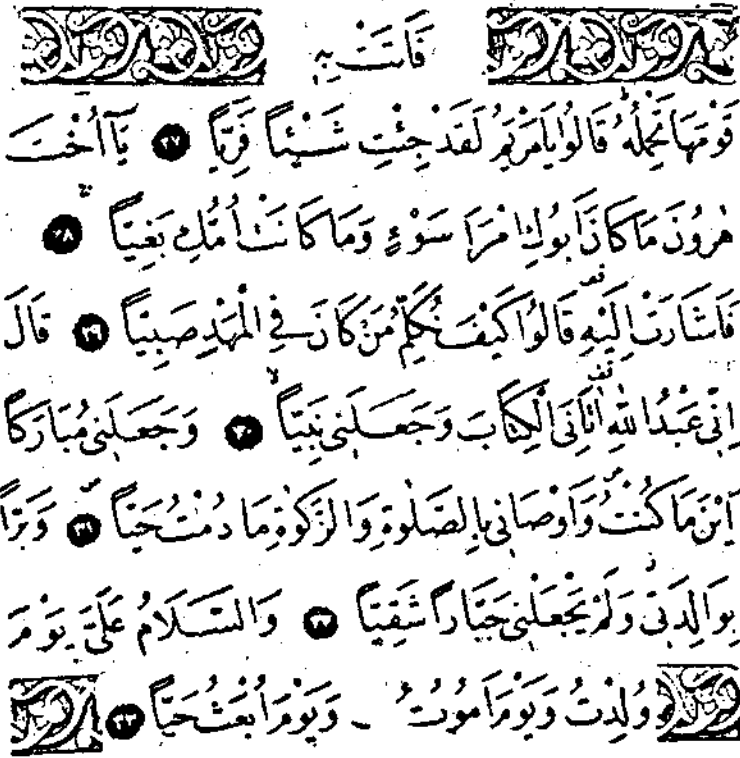 فَاَتَتْ بِه۪
قَوْمَهَا تَحْمِلُهُۜ قَالُوا يَامَرْيَمُ لَقَدْ جِئْتِ شَيْـًٔا فَرِيًّا ﴿٢٧﴾ يَٓا اُخْتَ
هٰرُونَ مَا كَانَ اَبُوكِ امْرَاَ سَوْءٍ وَمَا كَانَتْ اُمُّكِ بَغِيًّاۚ ﴿٢٨﴾
فَاَشَارَتْ اِلَيْهِ قَالُوا كَيْفَ نُكَلِّمُ مَنْ كَانَ فِي الْمَهْدِ صَبِيًّا ﴿٢٩﴾ قَالَ
اِنّ۪ي عَبْدُ اللّٰهِ اٰتَانِيَ الْكِتَابَ وَجَعَلَن۪ي نَبِيًّاۙ ﴿٣٠﴾ وَجَعَلَن۪ي مُبَارَكًا
اَيْنَ مَا كُنْتُ وَاَوْصَان۪ي بِالصَّلٰوةِ وَالزَّكٰوةِ مَا دُمْتُ حَيًّا ﴿٣١﴾ وَبَرًّا
بِوَالِدَت۪ي وَلَمْ يَجْعَلْن۪ي جَبَّارًا شَقِيًّا ﴿٣٢﴾ وَالسَّلَامُ عَلَيَّ يَوْمَ
وُلِدْتُ وَيَوْمَ اَمُوتُ وَيَوْمَ اُبْعَثُ حَيًّا ﴿٣٣﴾